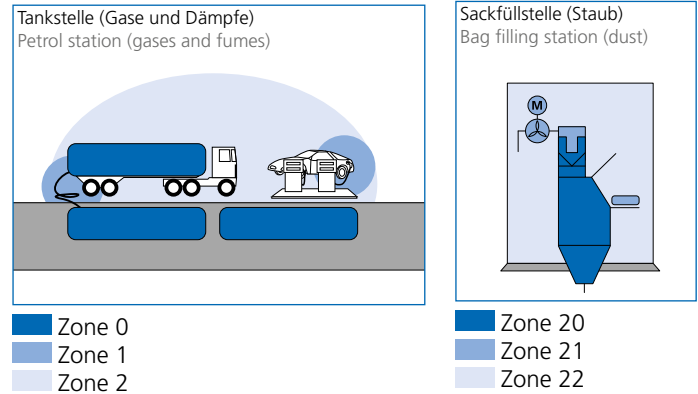 Tankstelle (Gase und Dämpfe)
Petrol station (gases and fumes)
Zone 0
Zone 1
Zone 2
Sackfüllstelle (Staub)
Bag filling station (dust)
M
Zone 20
Zone 21
Zone 22